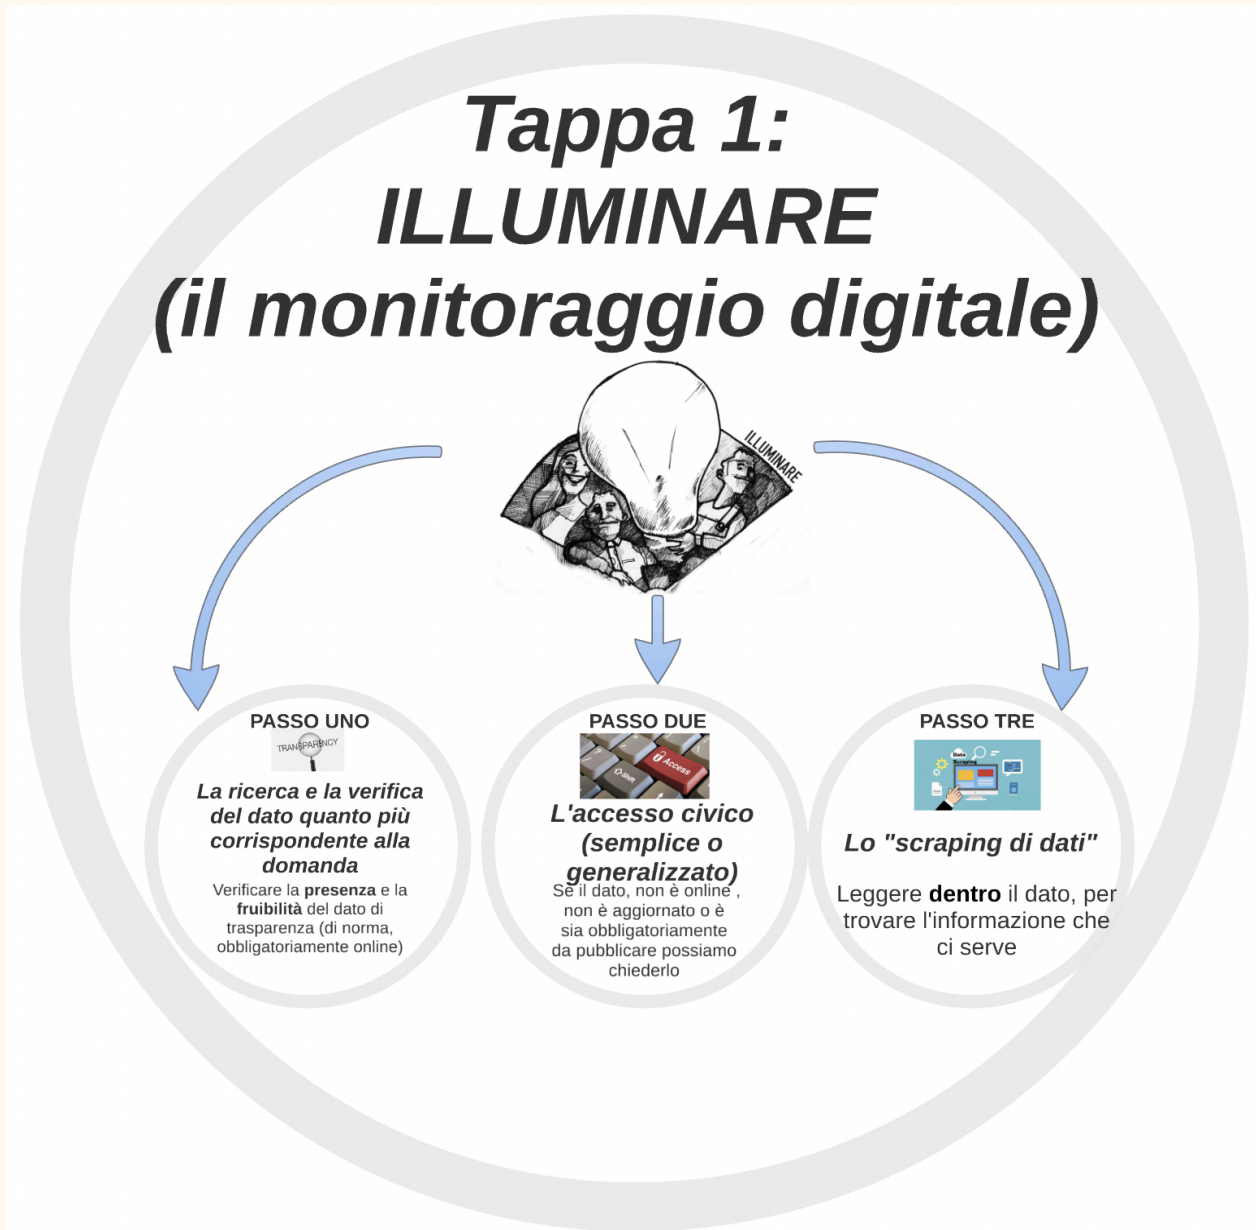 Tappa 1:
ILLUMINARE
(il monitoraggio digitale)
ILLUMINARE
PASSO UNO
TRANSPARENCY
La ricerca e la verifica
del dato quanto più
corrispondente alla
domanda
Verificare la presenza e la
fruibilità del dato di
trasparenza (di norma,
obbligatoriamente online)
PASSO DUE
Shift
Access
L'accesso civico
(semplice o
generalizzato)
Se il dato, non è online ,
non è aggiornato o è
sia obbligatoriamente
da pubblicare possiamo
chiederlo
PASSO TRE
Data
Scraping
Lo "scraping di dati"
Leggere dentro il dato, per
trovare l'informazione che
ci serve